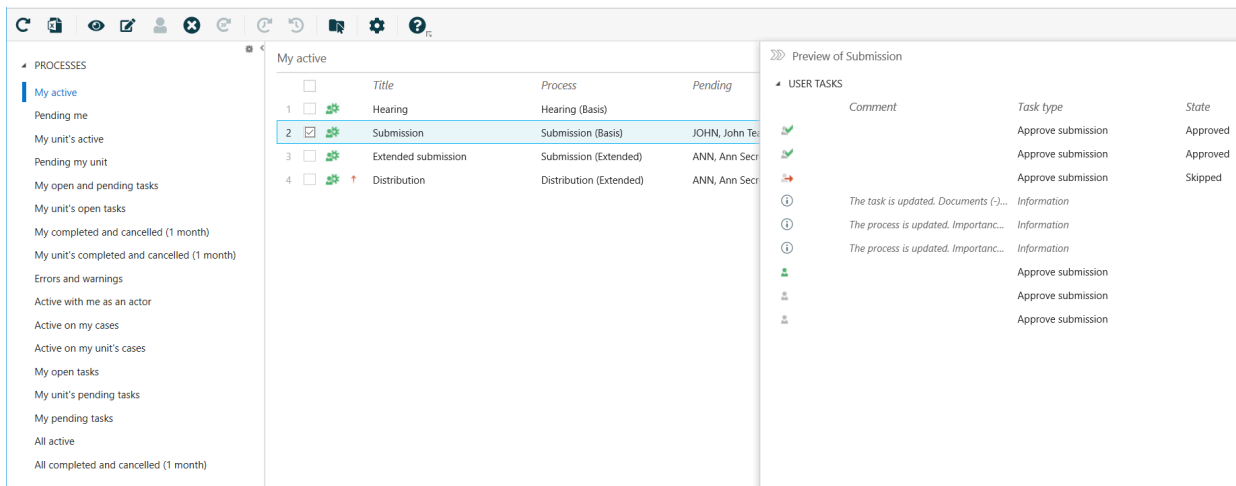 PROCESSES
My active
Pending me
My unit's active
Pending my unit
My open and pending tasks
My unit's open tasks
My completed and cancelled (1 month)
My unit's completed and cancelled (1 month)
Errors and warnings
Active with me as an actor
Active on my cases
Active on my unit's cases
My open tasks
My unit's pending tasks
My pending tasks
All active
All completed and cancelled (1 month)
My active
Title Process Pending
1 Hearing Hearing (Basis)
2 Submission Submission (Basis) JOHN, John Tea
3 Extended submission Submission (Extended) ANN, Ann Secr
4 Distribution Distribution (Extended) ANN, Ann Secr
Preview of Submission
USER TASKS
Comment Task type State
Approve submission Approved
Approve submission Approved
Approve submission Skipped
The task is updated. Documents (-)... Information
The process is updated. Importanc... Information
The process is updated. Importanc... Information
Approve submission
Approve submission
Approve submission